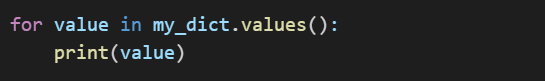 for value in my_dict.values():
    print(value)